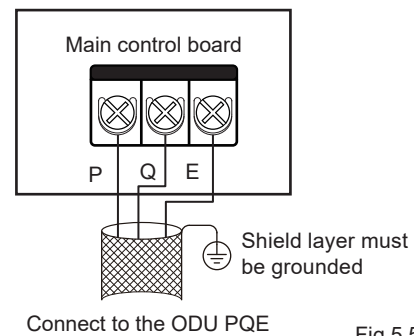 Main control board
P Q E
Shield layer must
be grounded
Connect to the ODU PQE
Fig.5.5